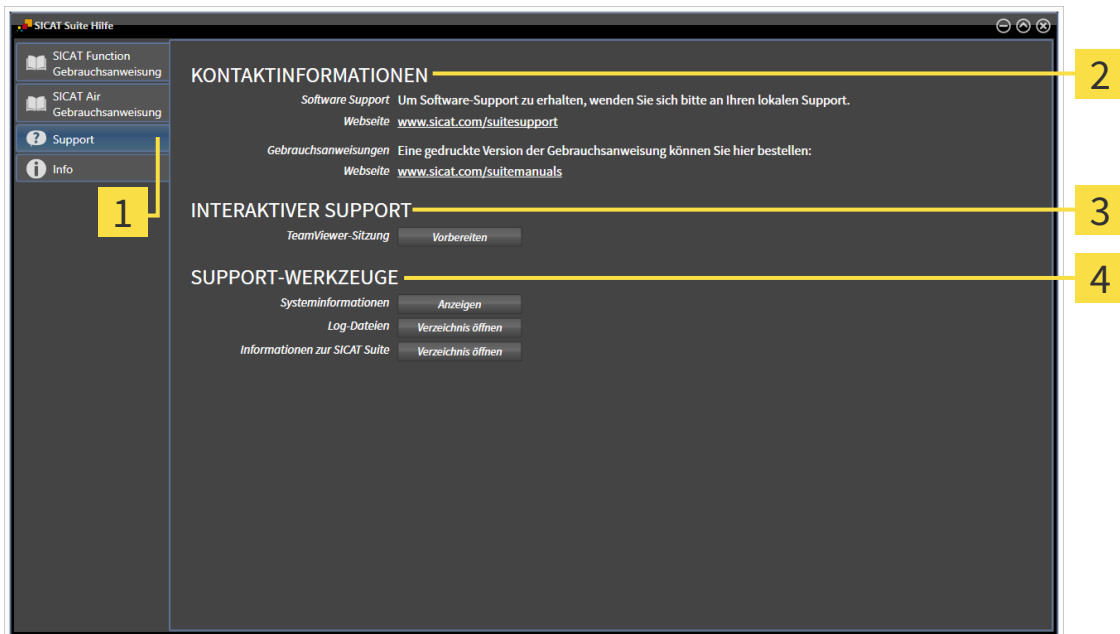 SICAT Suite Hilfe
SICAT Function
Gebrauchsanweisung
SICAT Air
Gebrauchsanweisung
Support
Info
1
KONTAKTINFORMATIONEN
2
Software Support Um Software-Support zu erhalten, wenden Sie sich bitte an Ihren lokalen Support.
Webseite www.sicat.com/suitesupport
Gebrauchsanweisungen Eine gedruckte Version der Gebrauchsanweisung können Sie hier bestellen:
Webseite www.sicat.com/suitemanuals
INTERAKTIVER SUPPORT
3
TeamViewer-Sitzung Vorbereiten
SUPPORT-WERKZEUGE
4
Systeminformationen Anzeigen
Log-Dateien Verzeichnis öffnen
Informationen zur SICAT Suite Verzeichnis öffnen